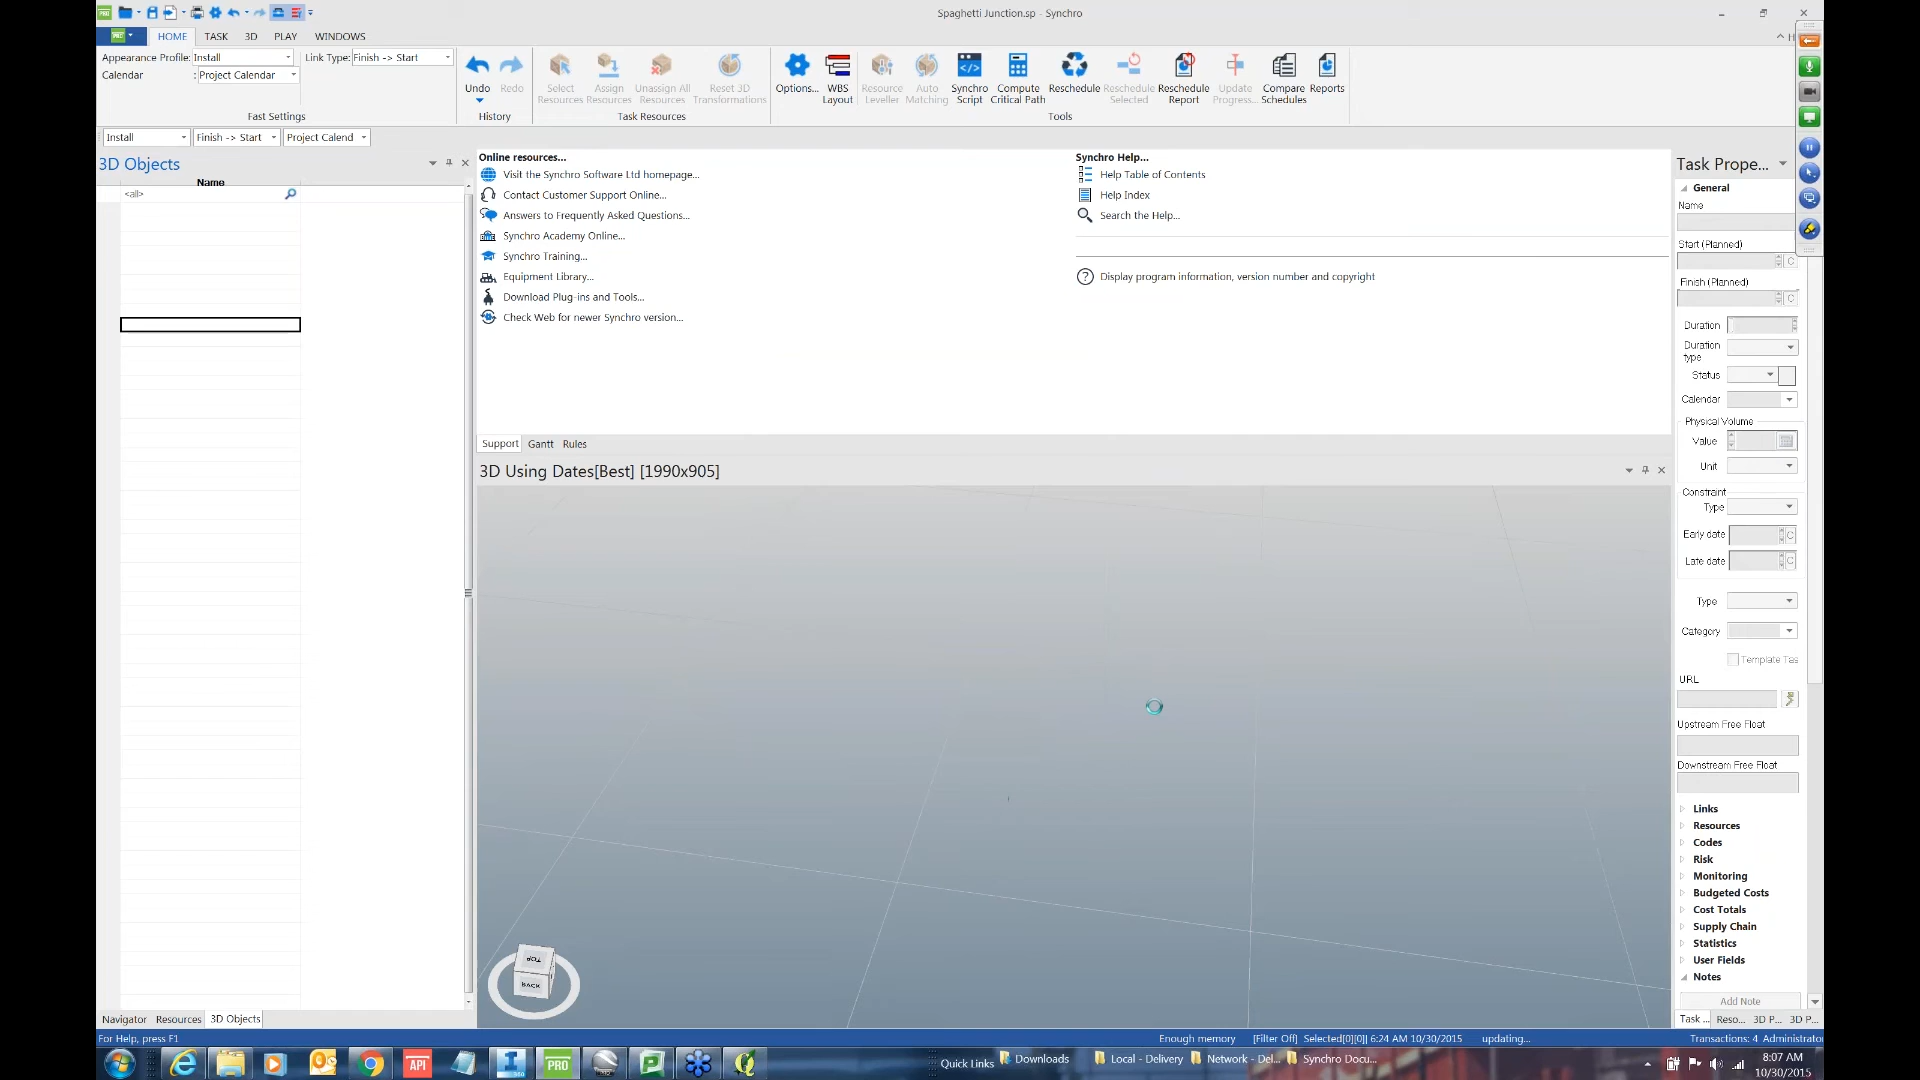 Spaghetti Junction.sp - Synchro
PRO
HOME TASK 3D PLAY WINDOWS
Appearance Profile: Install Link Type: Finish -> Start
Calendar : Project Calendar
Fast Settings
Undo Redo
History
Select Resources Assign Resources Unassign All Resources Reset 3D Transformations
Task Resources
Options... WBS Layout Resource Leveller Auto Matching Synchro Script Compute Critical Path Reschedule Reschedule Selected Reschedule Report Update Progress... Compare Schedules Reports
Tools
Install Finish -> Start Project Calend
3D Objects
Name
<all>
Online resources...
Visit the Synchro Software Ltd homepage...
Contact Customer Support Online...
Answers to Frequently Asked Questions...
Synchro Academy Online...
Synchro Training...
Equipment Library...
Download Plug-ins and Tools...
Check Web for newer Synchro version...
Synchro Help...
Help Table of Contents
Help Index
Search the Help...
Display program information, version number and copyright
Support Gantt Rules
3D Using Dates[Best] [1990x905]
TOP
BACK
Task Prope...
General
Name
Start (Planned)
C
Finish (Planned)
C
Duration
Duration type
Status
Calendar
Physical Volume
Value
Unit
Constraint
Type
Early date C
Late date C
Type
Category
Template Tas
URL
Upstream Free Float
Downstream Free Float
Links
Resources
Codes
Risk
Monitoring
Budgeted Costs
Cost Totals
Supply Chain
Statistics
User Fields
Notes
Add Note
Navigator Resources 3D Objects
Task ... Reso... 3D P... 3D P...
For Help, press F1
Enough memory [Filter Off] Selected[0][0] 6:24 AM 10/30/2015 updating... Transactions: 4 Administrato
API PRO
Quick Links Downloads Local - Delivery Network - Del... Synchro Docu...
8:07 AM
10/30/2015